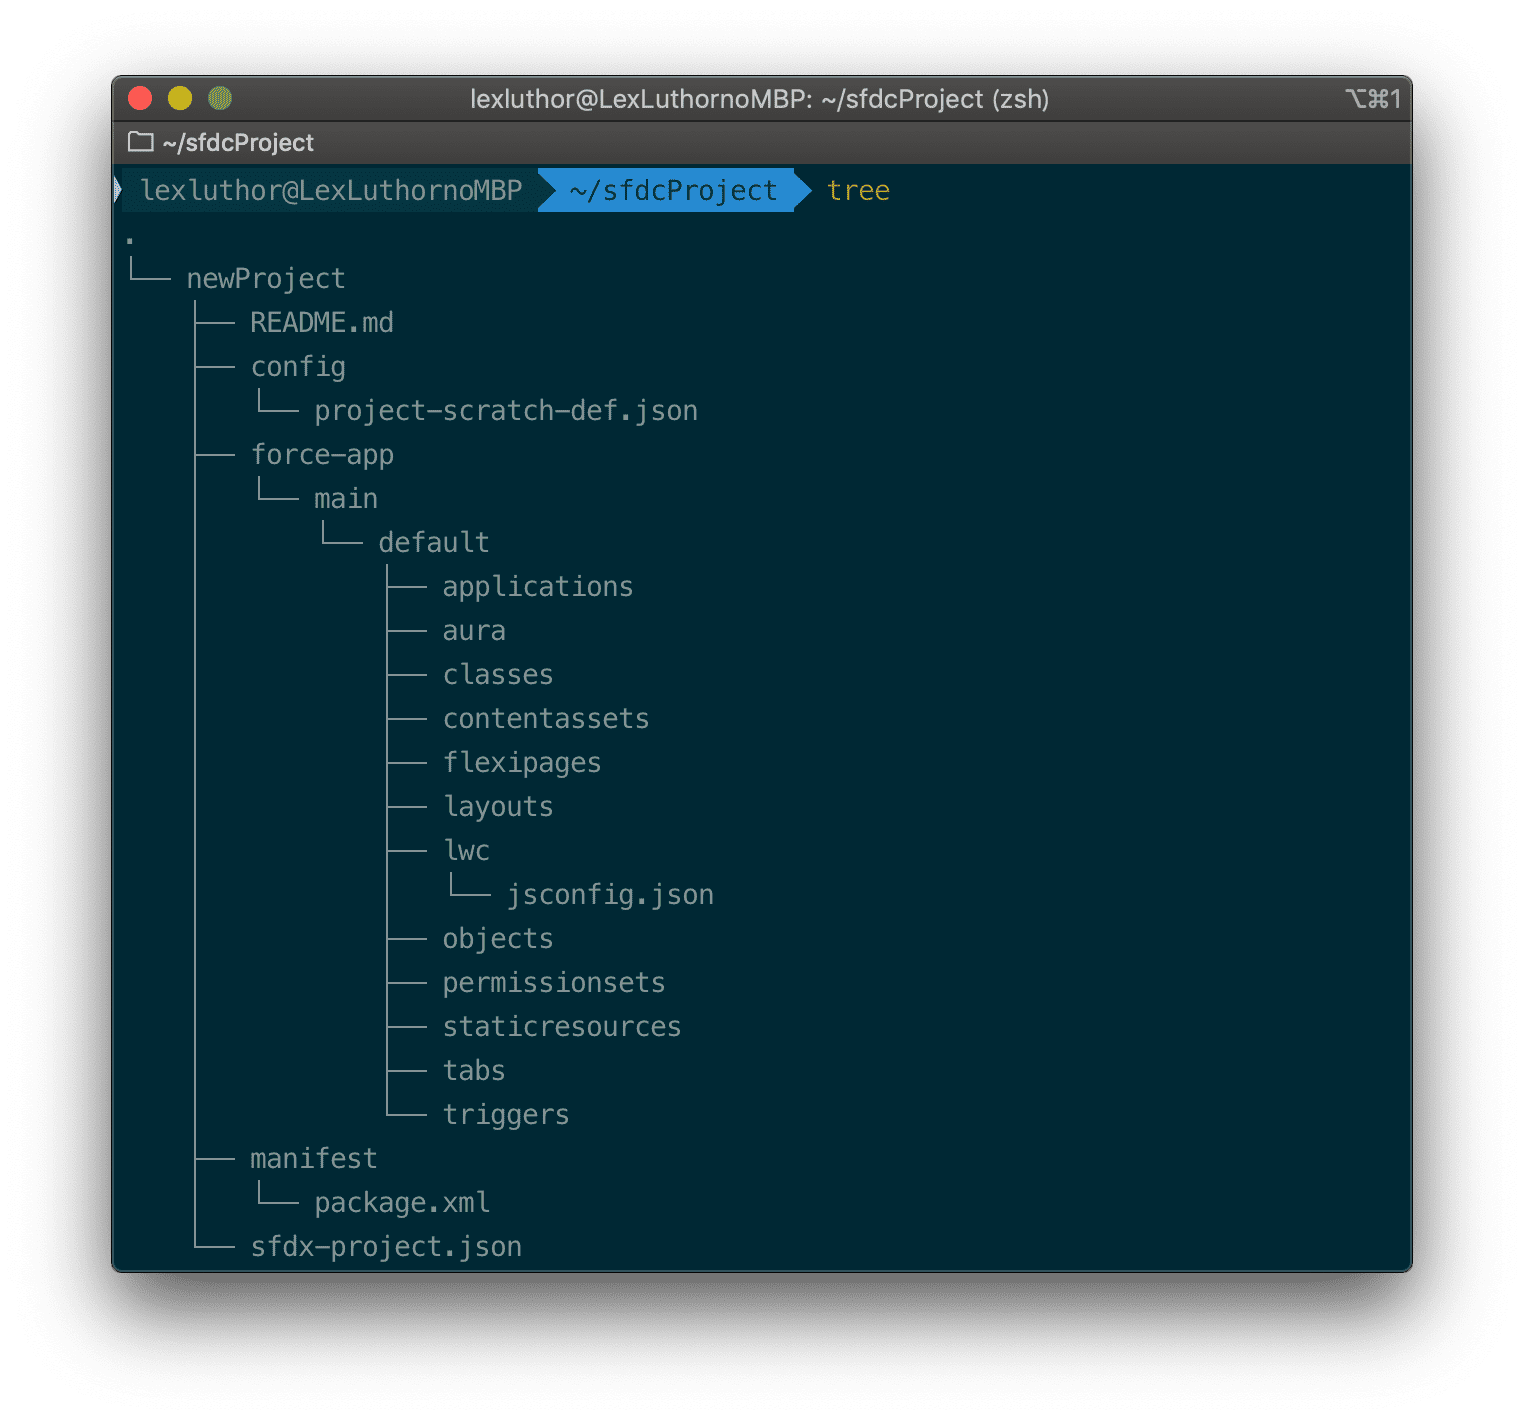 lexluthor@LexLuthornoMBP: ~/sfdcProject (zsh) ⌥⌘1
~/sfdcProject
lexluthor@LexLuthornoMBP ~/sfdcProject tree
.
└── newProject
    ├── README.md
    ├── config
    │   └── project-scratch-def.json
    ├── force-app
    │   └── main
    │       └── default
    │           ├── applications
    │           ├── aura
    │           ├── classes
    │           ├── contentassets
    │           ├── flexipages
    │           ├── layouts
    │           ├── lwc
    │           │   └── jsconfig.json
    │           ├── objects
    │           ├── permissionsets
    │           ├── staticresources
    │           ├── tabs
    │           └── triggers
    ├── manifest
    │   └── package.xml
    └── sfdx-project.json